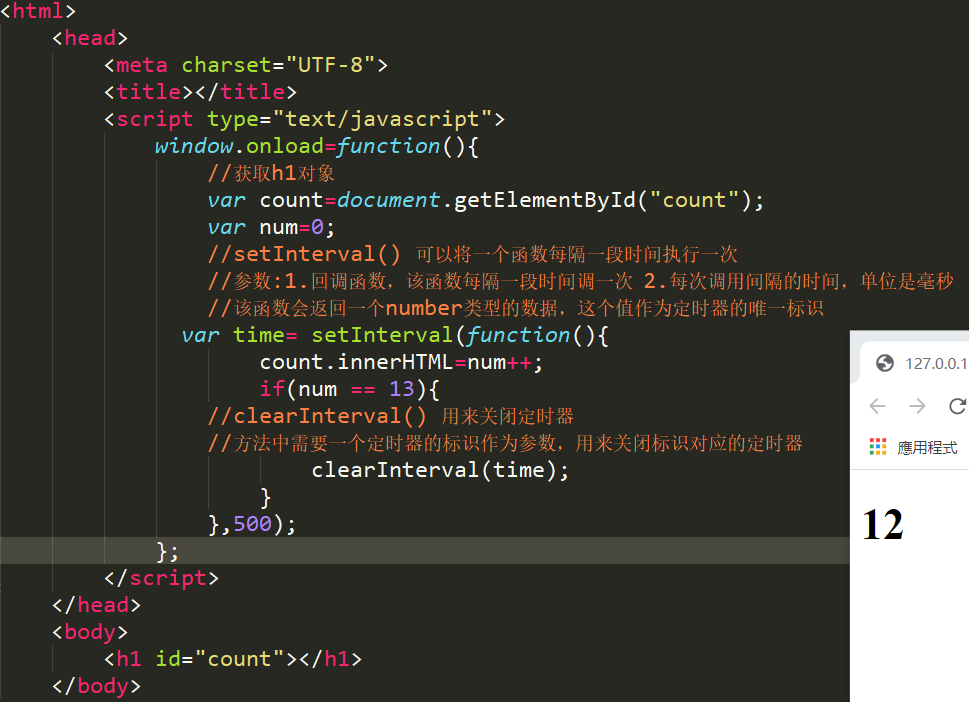 <html>
<head>
<meta charset="UTF-8">
<title></title>
<script type="text/javascript">
window.onload=function(){
//获取h1对象
var count=document.getElementById("count");
var num=0;
//setInterval() 可以将一个函数每隔一段时间执行一次
//参数:1.回调函数，该函数每隔一段时间调一次 2.每次调用间隔的时间，单位是毫秒
//该函数会返回一个number类型的数据，这个值作为定时器的唯一标识
var time= setInterval(function(){
count.innerHTML=num++;
if(num == 13){
//clearInterval() 用来关闭定时器
//方法中需要一个定时器的标识作为参数，用来关闭标识对应的定时器
clearInterval(time);
}
},500);
};
</script>
</head>
<body>
<h1 id="count"></h1>
</body>
127.0.0.1
應用程式
12